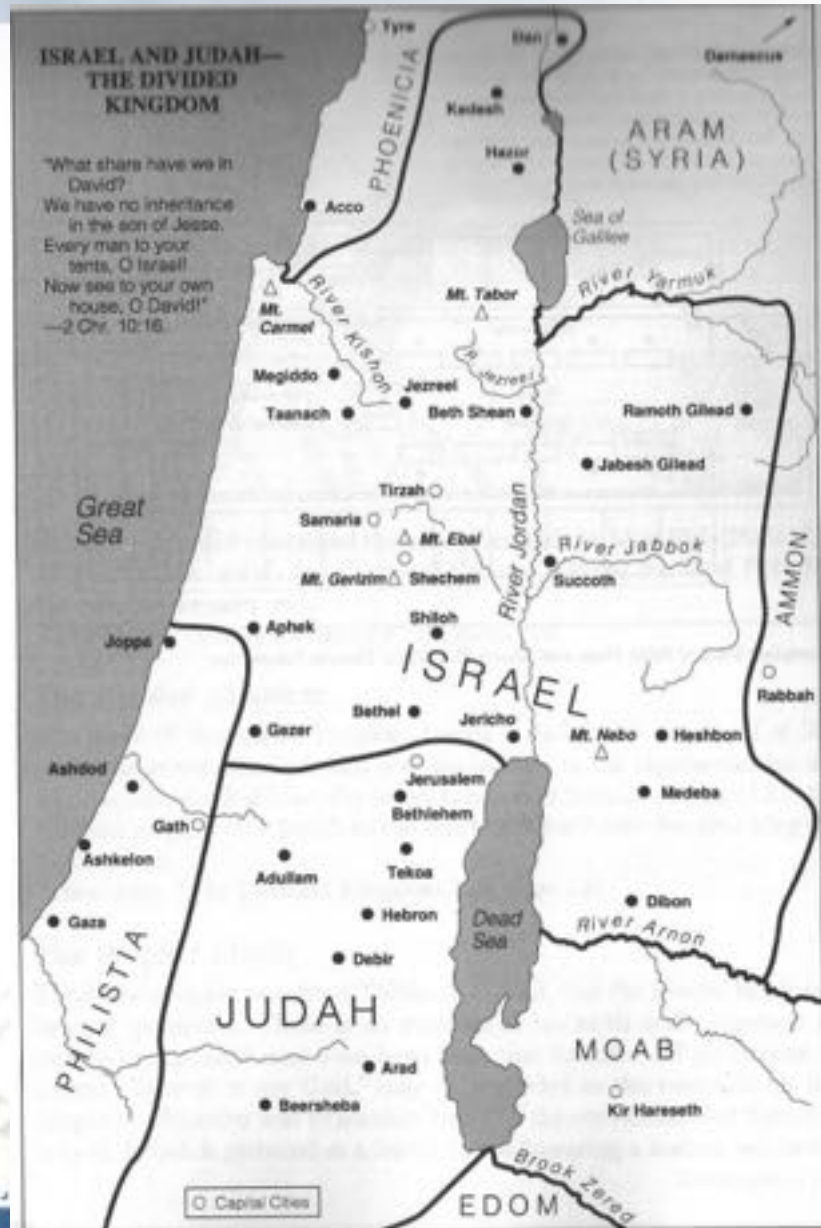 ISRAEL AND JUDAH—
THE DIVIDED
KINGDOM
"What share have we in
David?
We have no inheritance
in the son of Jesse.
Every man to your
tents, O Israel!
Now see to your own
house, O David!"
—2 Chr. 10:16
Tyre
Dan
Damascus
PHOENICIA
Kedesh
ARAM
(SYRIA)
Hazor
Acco
Sea of
Galilee
River Yarmuk
Mt.
Carmel
River Kishon
Mt. Tabor
R. Jezreel
Megiddo
Jezreel
Taanach
Beth Shean
Ramoth Gilead
Jabesh Gilead
Great
Sea
Tirzah
Samaria
Mt. Ebal
River Jordan
River Jabbok
Mt. Gerizim
Shechem
Succoth
AMMON
Joppa
Aphek
Shiloh
ISRAEL
Rabbah
Bethel
Gezer
Jericho
Mt. Nebo
Heshbon
Ashdod
Jerusalem
Bethlehem
Medeba
Gath
Ashkelon
Adullam
Tekoa
Gaza
Hebron
Dead
Sea
Dibon
River Arnon
Debir
PHILISTIA
JUDAH
MOAB
Arad
Kir Hareseth
Beersheba
Brook Zered
EDOM
Capital Cities